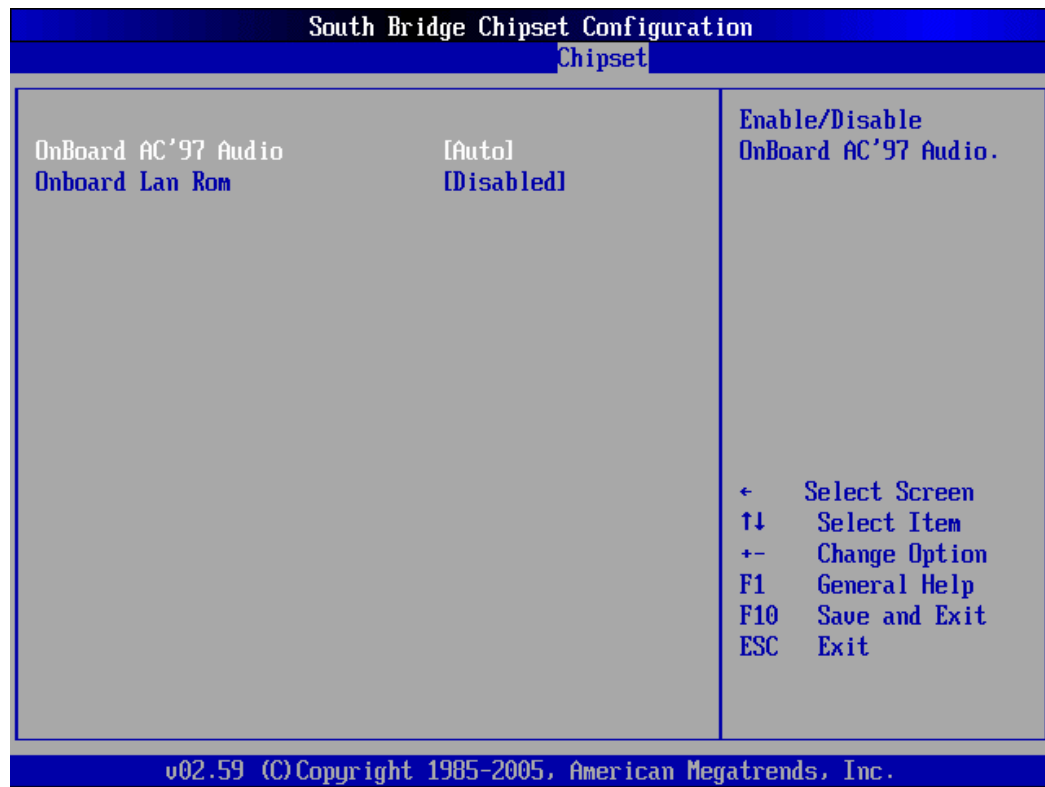 South Bridge Chipset Configuration
Chipset
OnBoard AC'97 Audio [Auto]
Onboard Lan Rom [Disabled]
Enable/Disable
OnBoard AC'97 Audio.
← Select Screen
↑↓ Select Item
+- Change Option
F1 General Help
F10 Save and Exit
ESC Exit
v02.59 (C)Copyright 1985-2005, American Megatrends, Inc.